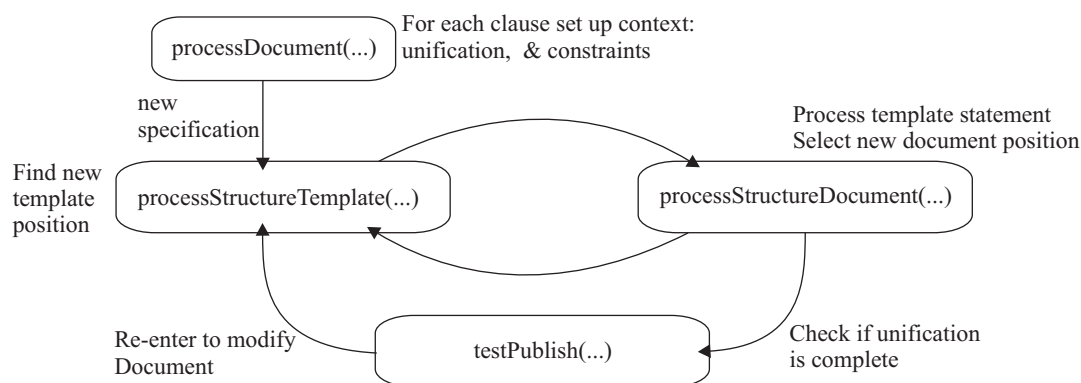 For each clause set up context:
unification, & constraints
processDocument(...)
new
specification
Process template statement
Select new document position
Find new
template
position
processStructureTemplate(...)
processStructureDocument(...)
Re-enter to modify
Document
testPublish(...)
Check if unification
is complete